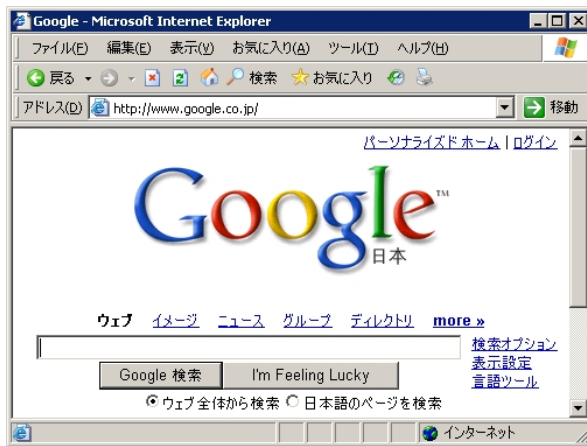 Google - Microsoft Internet Explorer
ファイル(F) 編集(E) 表示(V) お気に入り(A) ツール(T) ヘルプ(H)
戻る 検索 お気に入り
アドレス(D) http://www.google.co.jp/ 移動
パーソナライズド ホーム | ログイン
Google™
日本
ウェブ イメージ ニュース グループ ディレクトリ more »
検索オプション
表示設定
言語ツール
Google 検索 I'm Feeling Lucky
ウェブ全体から検索 日本語のページを検索
インターネット